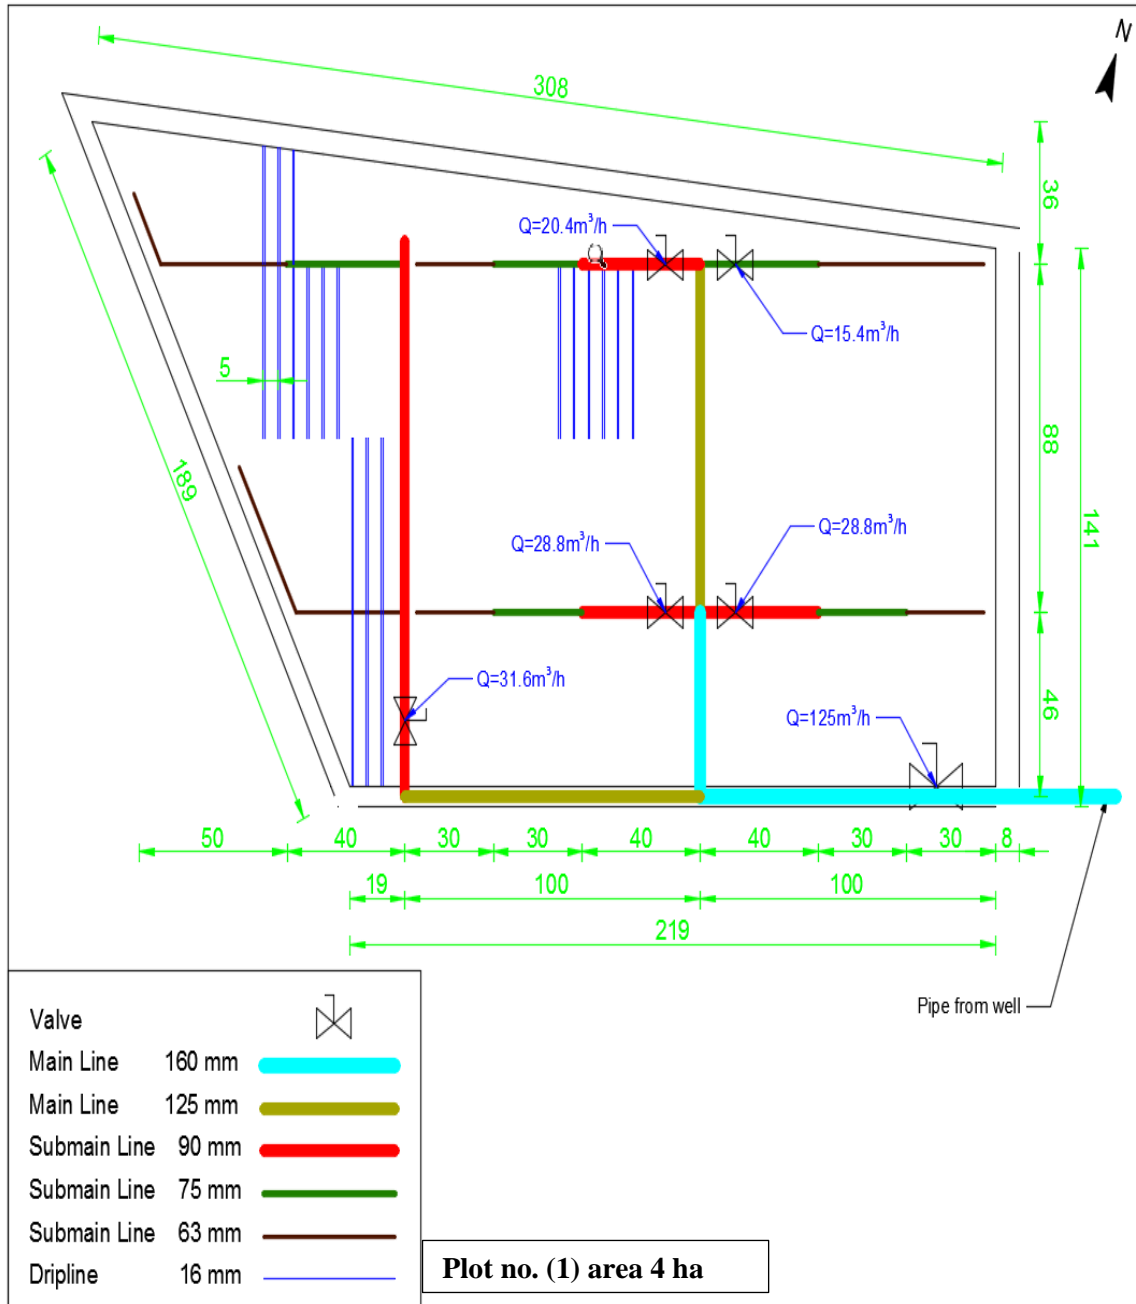 N
308
36
Q=20.4m³/h
Q=15.4m³/h
5
88
189
141
Q=28.8m³/h
Q=28.8m³/h
Q=31.6m³/h
46
Q=125m³/h
50 40 30 30 40 40 30 30 8
19 100 100
219
Pipe from well
Valve
Main Line 160 mm
Main Line 125 mm
Submain Line 90 mm
Submain Line 75 mm
Submain Line 63 mm
Dripline 16 mm
Plot no. (1) area 4 ha